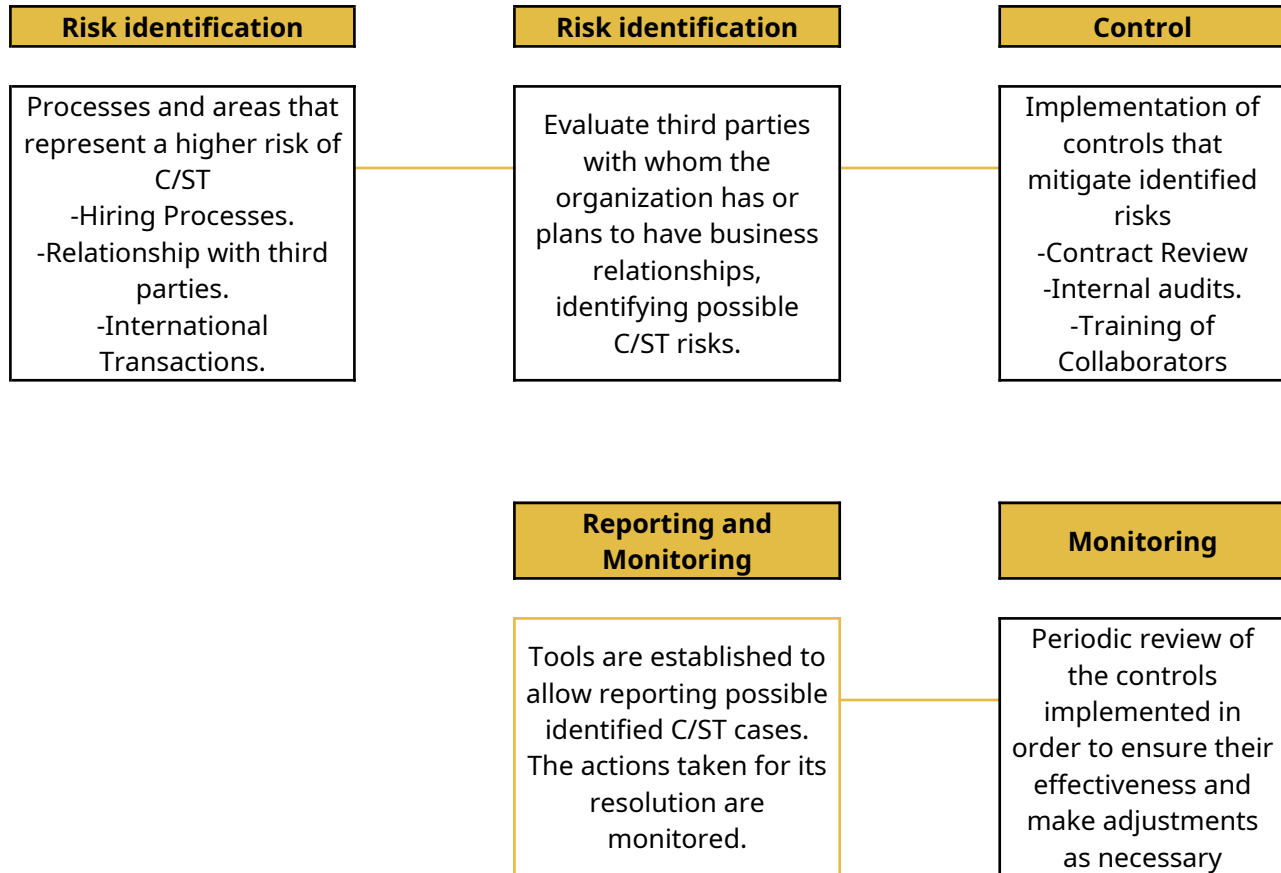 Risk identification
Processes and areas that
represent a higher risk of
C/ST
-Hiring Processes.
-Relationship with third
parties.
-International
Transactions.
Risk identification
Evaluate third parties
with whom the
organization has or
plans to have business
relationships,
identifying possible
C/ST risks.
Control
Implementation of
controls that
mitigate identified
risks
-Contract Review
-Internal audits.
-Training of
Collaborators
Reporting and
Monitoring
Tools are established to
allow reporting possible
identified C/ST cases.
The actions taken for its
resolution are
monitored.
Monitoring
Periodic review of
the controls
implemented in
order to ensure their
effectiveness and
make adjustments
as necessary